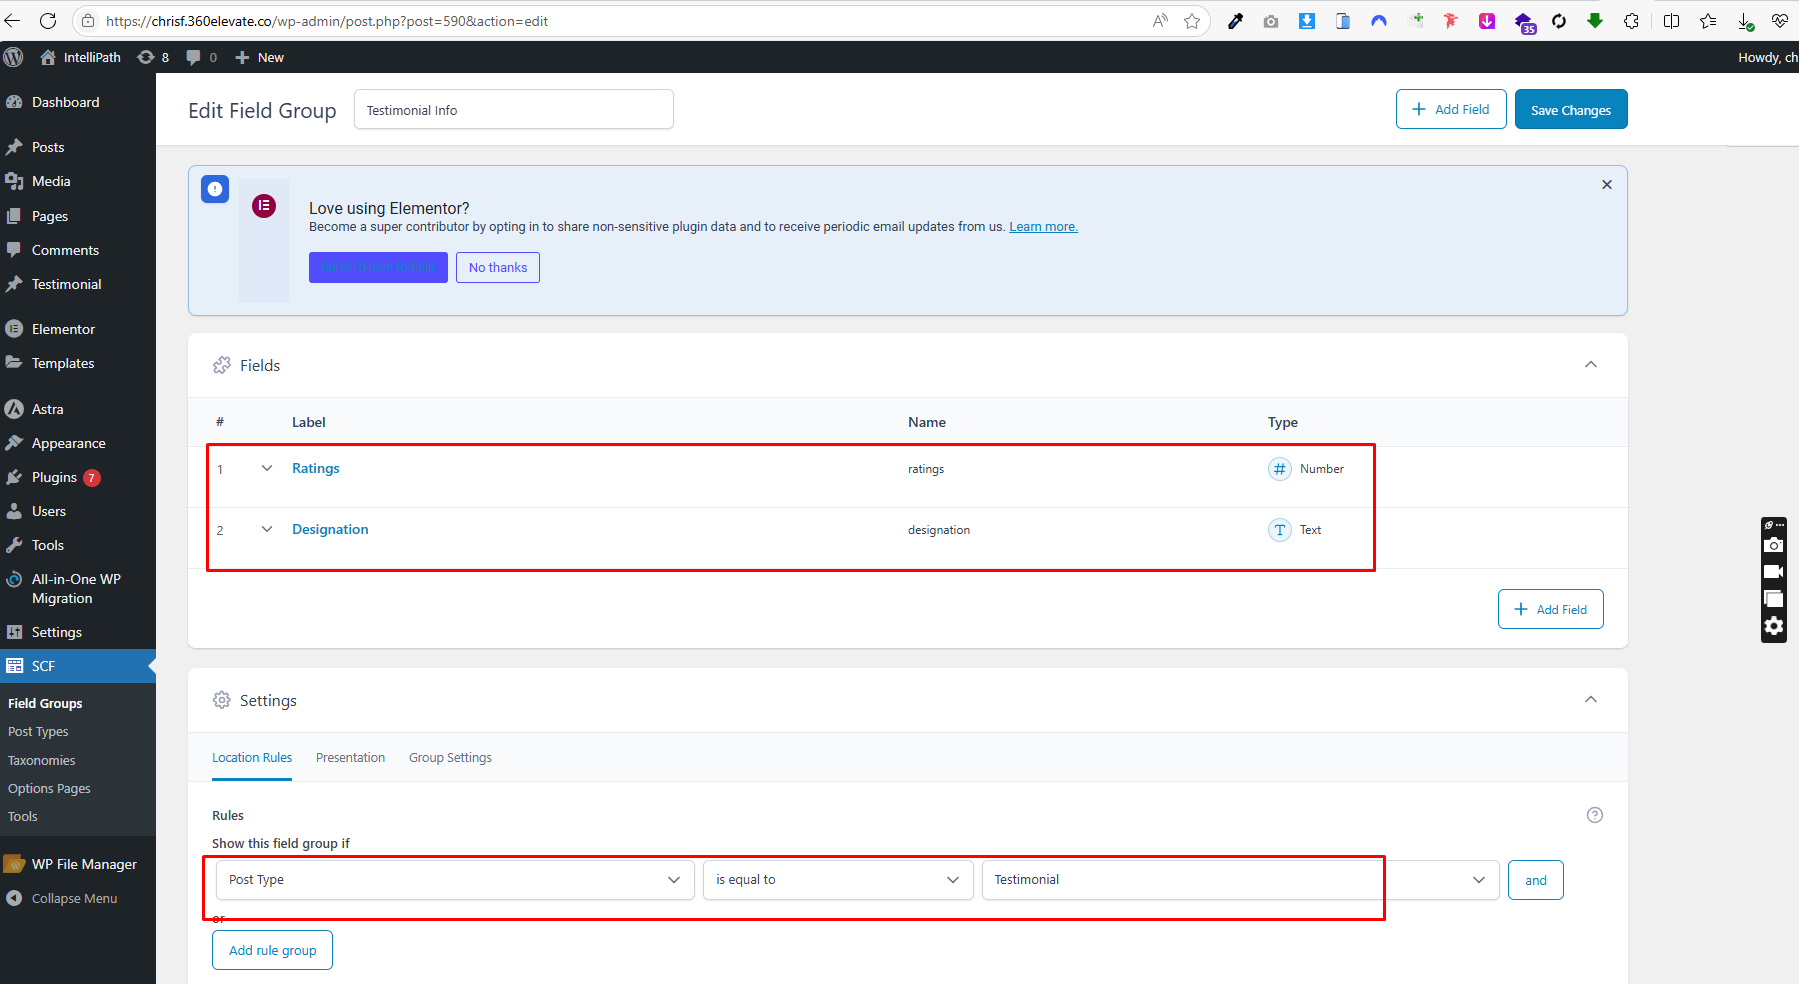 https://chrisf.360elevate.co/wp-admin/post.php?post=590&action=edit
35
IntelliPath 8 0 New Howdy, ch
Dashboard
Posts
Media
Pages
Comments
Testimonial
Elementor
Templates
Astra
Appearance
Plugins 7
Users
Tools
All-in-One WP
Migration
Settings
SCF
Field Groups
Post Types
Taxonomies
Options Pages
Tools
WP File Manager
Collapse Menu
Edit Field Group Testimonial Info Add Field Save Changes
Love using Elementor?
Become a super contributor by opting in to share non-sensitive plugin data and to receive periodic email updates from us. Learn more.
Sure! I'd love to help No thanks
Fields
# Label Name Type
1 Ratings ratings # Number
2 Designation designation T Text
Add Field
Settings
Location Rules Presentation Group Settings
Rules
Show this field group if
Post Type is equal to Testimonial and
or
Add rule group